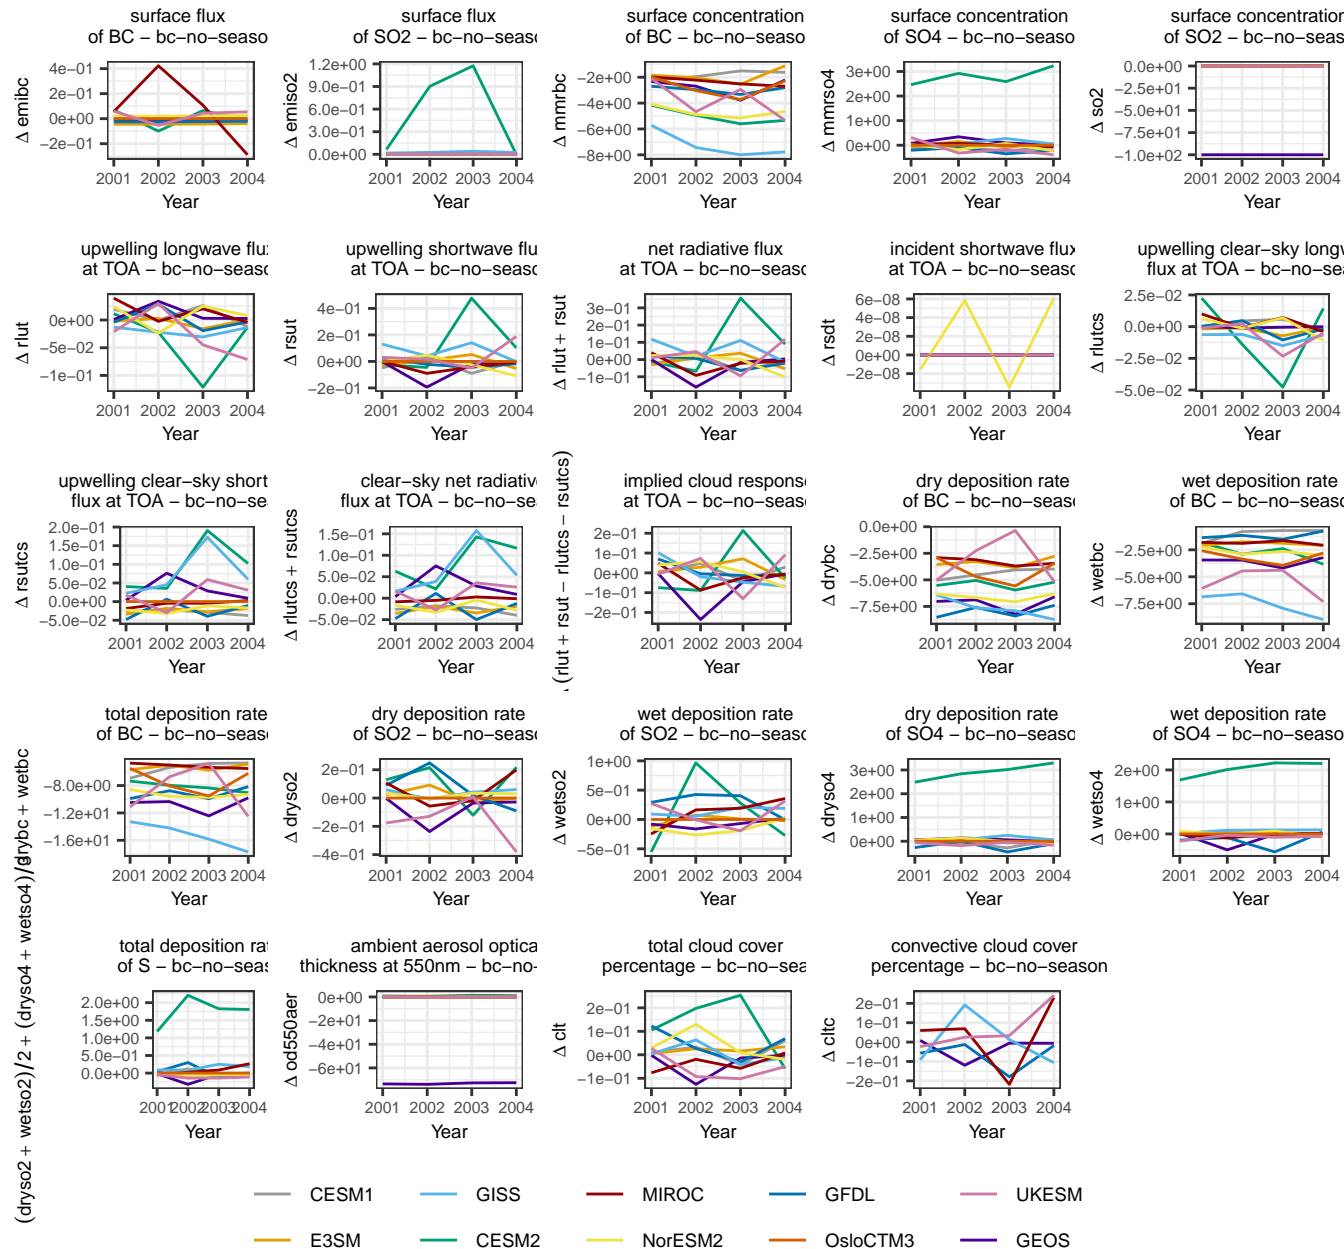 surface flux
of BC − bc−no−seaso
Δ emibc
4e−01
2e−01
0e+00
−2e−01
2001 2002 2003 2004
Year
surface flux
of SO2 − bc−no−seaso
Δ emiso2
1.2e+00
9.0e−01
6.0e−01
3.0e−01
0.0e+00
2001 2002 2003 2004
Year
surface concentration
of BC − bc−no−seaso
Δ mmrbc
−2e+00
−4e+00
−6e+00
−8e+00
2001 2002 2003 2004
Year
surface concentration
of SO4 − bc−no−seaso
Δ mmrso4
3e+00
2e+00
1e+00
0e+00
2001 2002 2003 2004
Year
surface concentration
of SO2 − bc−no−seaso
Δ so2
0e+00
−2e+01
−5e+01
−8e+01
−1.0e+02
2001 2002 2003 2004
Year
upwelling longwave flux
at TOA − bc−no−seaso
Δ rlut
0e+00
−5e−02
−1e−01
2001 2002 2003 2004
Year
upwelling shortwave flu
at TOA − bc−no−seaso
Δ rsut
4e−01
2e−01
0e+00
−2e−01
2001 2002 2003 2004
Year
net radiative flux
at TOA − bc−no−seaso
Δ rlut + rsut
3e−01
2e−01
1e−01
0e+00
−1e−01
2001 2002 2003 2004
Year
incident shortwave flux
at TOA − bc−no−seaso
Δ rsdt
6e−08
4e−08
2e−08
0e+00
−2e−08
2001 2002 2003 2004
Year
upwelling clear−sky longw
flux at TOA − bc−no−sea
Δ rlutcs
2.5e−02
0.0e+00
−2.5e−02
−5.0e−02
2001 2002 2003 2004
Year
upwelling clear−sky short
flux at TOA − bc−no−sea
Δ rsutcs
2.0e−01
1.5e−01
1.0e−01
5.0e−02
0.0e+00
−5.0e−02
2001 2002 2003 2004
Year
clear−sky net radiative
flux at TOA − bc−no−se
Δ rlutcs + rsutcs
1.5e−01
1.0e−01
5.0e−02
0.0e+00
−5.0e−02
2001 2002 2003 2004
Year
implied cloud response
at TOA − bc−no−seaso
(rlut + rsut − rlutcs − rsutcs)
2e−01
1e−01
0e+00
−1e−01
−2e−01
2001 2002 2003 2004
Year
dry deposition rate
of BC − bc−no−seaso
Δ drybc
0.0e+00
−2.5e+00
−5.0e+00
−7.5e+00
2001 2002 2003 2004
Year
wet deposition rate
of BC − bc−no−seaso
Δ wetbc
−2.5e+00
−5.0e+00
−7.5e+00
2001 2002 2003 2004
Year
total deposition rate
of BC − bc−no−seaso
drybc + wetbc
−8.0e+00
−1.2e+01
−1.6e+01
2001 2002 2003 2004
Year
dry deposition rate
of SO2 − bc−no−seaso
Δ dryso2
2e−01
0e+00
−2e−01
−4e−01
2001 2002 2003 2004
Year
wet deposition rate
of SO2 − bc−no−seaso
Δ wetso2
1e+00
5e−01
0e+00
−5e−01
2001 2002 2003 2004
Year
dry deposition rate
of SO4 − bc−no−seaso
Δ dryso4
3e+00
2e+00
1e+00
0e+00
2001 2002 2003 2004
Year
wet deposition rate
of SO4 − bc−no−seaso
Δ wetso4
2e+00
1e+00
0e+00
2001 2002 2003 2004
Year
total deposition rat
of S − bc−no−seas
(dryso2 + wetso2)/2 + (dryso4 + wetso4)/3
2.0e+00
1.5e+00
1.0e+00
5.0e−01
0.0e+00
2001 2002 2003 2004
Year
ambient aerosol optica
thickness at 550nm − bc−no−
Δ od550aer
0e+00
−2e+01
−4e+01
−6e+01
2001 2002 2003 2004
Year
total cloud cover
percentage − bc−no−sea
Δ clt
2e−01
1e−01
0e+00
−1e−01
2001 2002 2003 2004
Year
convective cloud cover
percentage − bc−no−season
Δ cltc
2e−01
1e−01
0e+00
−1e−01
−2e−01
2001 2002 2003 2004
Year
CESM1 GISS MIROC GFDL UKESM
E3SM CESM2 NorESM2 OsloCTM3 GEOS